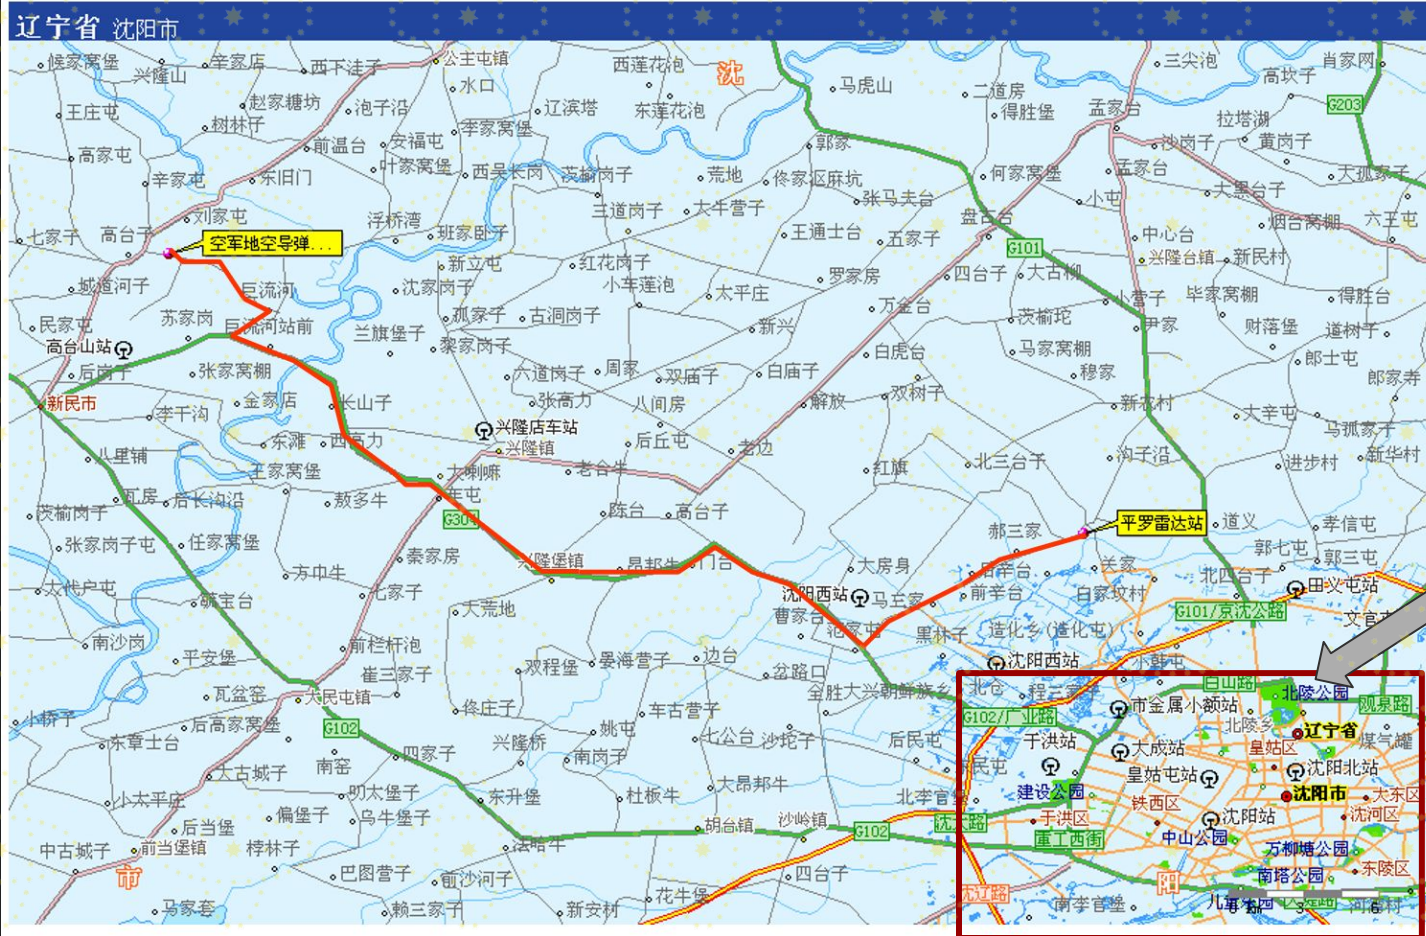 辽宁省 沈阳市
候家窝堡
辛家店
兴隆山
西下洼子
公主屯镇
西莲花泡
沈
三尖泡
肖家网
高坎子
水口
马虎山
二道房
得胜堡
孟家台
G203
王庄屯
赵家糖坊
泡子沿
辽滨塔
东莲花泡
拉塔湖
树林子
李家窝堡
安福屯
前温台
郭家
沙岗子
黄岗子
高家屯
叶家窝堡
西吴长岗
茨榆岗子
荒地
佟家沤麻坑
何家窝堡
孟家台
大孤家子
辛家屯
东旧门
张马夫台
小屯
大黑台子
刘家屯
浮桥湾
三道岗子
大牛营子
盘古台
烟台窝棚
六王屯
七家子
高台子
空军地空导弹...
班家卧子
王通士台
五家子
G101
中心台
兴隆台镇
新民村
新立屯
红花岗子
罗家房
四台子
大古柳
域道河子
巨流河
沈家岗子
小车莲泡
太平庄
万金台
小营子
毕家窝棚
得胜台
民家屯
苏家岗
巨流河站前
兰旗堡子
孤家子
古洞岗子
新兴
茨榆坨
尹家
财落堡
道树子
高台山站
黎家岗子
白虎台
马家窝棚
郎士屯
后岗子
张家窝棚
六道岗子
周家
双庙子
白庙子
穆家
郎家寺
新民市
李干沟
金家店
长山子
张高力
八间房
解放
双树子
新农村
大辛屯
兴隆店车站
兴隆镇
后丘屯
老边
马孤家子
八里铺
东滩
西高力
王家窝堡
大喇嘛
老合牛
红旗
北三台子
沟子沿
进步村
新华村
瓦房
后长沟沿
敖多牛
车屯
茨榆岗子
G304
陈台
高台子
郝三家
平罗雷达站
道义
孝信屯
张家岗子屯
任家窝堡
秦家房
兴隆堡镇
昂邦牛
门台
大房身
后辛台
关家
郭七屯
郭三屯
大代户屯
方巾牛
七家子
沈阳西站
马三家
前辛台
白家坟村
北四台子
田义屯站
毓宝台
大荒地
曹家台
G101/京沈公路
南沙岗
范家屯
黑林子
造化乡(造化屯)
平安堡
前栏杆泡
崔三家子
双程堡
晏海营子
边台
岔路口
沈阳西站
小韩屯
瓦盆窑
大民屯镇
全胜大兴朝鲜族乡
白山路
北陵公园
小桥子
后高家窝堡
佟庄子
车古营子
G102/广业路
市金属小额站
观泉路
G102
姚屯
北陵乡
辽宁省
东章士台
四家子
兴隆桥
七公台
沙坨子
后民屯
于洪站
大成站
皇姑区
煤气罐
大古城子
南窑
南岗子
皇姑屯站
沈阳北站
小太平庄
明太堡子
东升堡
杜板牛
大昂邦牛
北李官堡
建设公园
铁西区
沈阳市
大东区
偏堡子
乌牛堡子
胡台镇
沙岭镇
G102
于洪区
沈阳站
沈河区
后当堡
重工西街
中山公园
中古城子
前当堡镇
桲林子
法哈牛
万柳塘公园
巴图营子
前沙河子
四台子
南塔公园
东陵区
市
花牛堡
沈辽路
阳
马家套
赖三家子
新安村
南李官堡